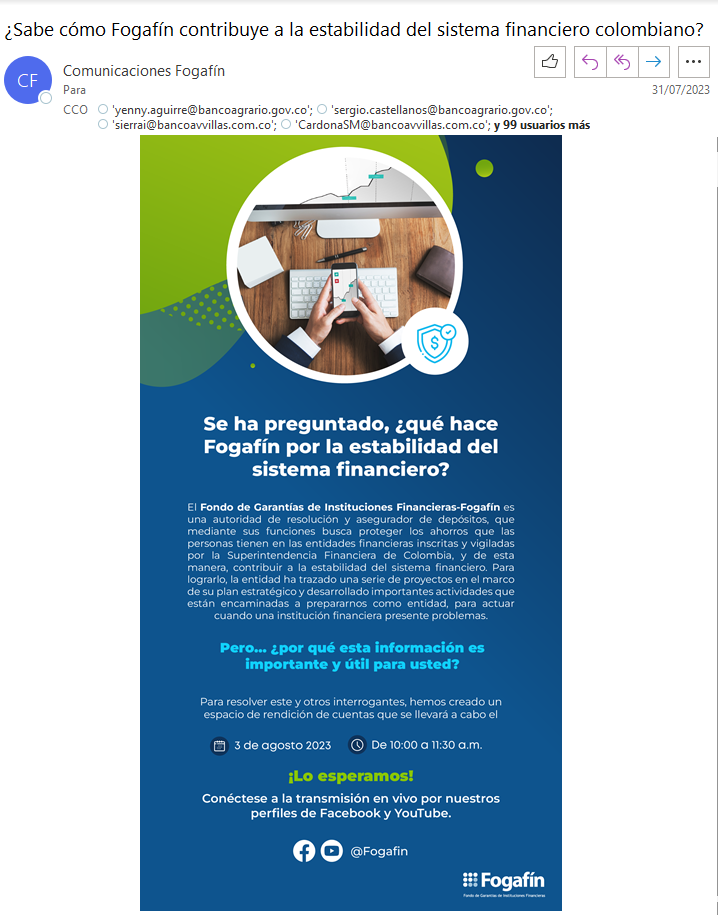 ¿Sabe cómo Fogafín contribuye a la estabilidad del sistema financiero colombiano?
CF
Comunicaciones Fogafín
Para
31/07/2023
CCO 'yenny.aguirre@bancoagrario.gov.co'; 'sergio.castellanos@bancoagrario.gov.co';
'sierrai@bancoavvillas.com.co'; 'CardonaSM@bancoavvillas.com.co'; y 99 usuarios más
$
Se ha preguntado, ¿qué hace
Fogafín por la estabilidad del
sistema financiero?
El Fondo de Garantías de Instituciones Financieras-Fogafín es
una autoridad de resolución y asegurador de depósitos, que
mediante sus funciones busca proteger los ahorros que las
personas tienen en las entidades financieras inscritas y vigiladas
por la Superintendencia Financiera de Colombia, y de esta
manera, contribuir a la estabilidad del sistema financiero. Para
lograrlo, la entidad ha trazado una serie de proyectos en el marco
de su plan estratégico y desarrollado importantes actividades que
están encaminadas a prepararnos como entidad, para actuar
cuando una institución financiera presente problemas.
Pero... ¿por qué esta información es
importante y útil para usted?
Para resolver este y otros interrogantes, hemos creado un
espacio de rendición de cuentas que se llevará a cabo el
3 de agosto 2023 De 10:00 a 11:30 a.m.
¡Lo esperamos!
Conéctese a la transmisión en vivo por nuestros
perfiles de Facebook y YouTube.
@Fogafin
Fogafín
Fondo de Garantías de Instituciones Financieras